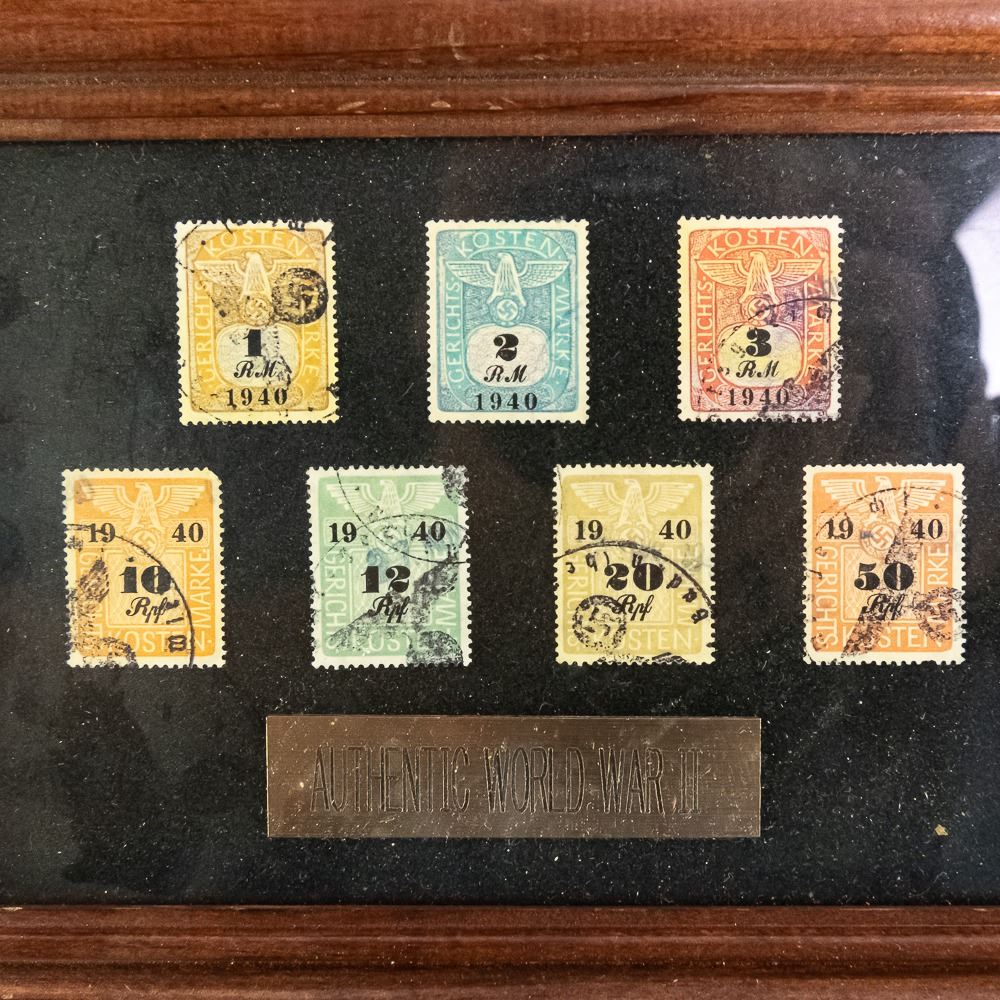 GERICHTS KOSTEN MARKE
1
RM
1940
GERICHTS KOSTEN MARKE
2
RM
1940
GERICHTS KOSTEN MARKE
3
RM
1940
19 40
10
Rpf
MARKE
KOSTEN
19 40
12
Rpf
GERICHTS
KOSTEN
19 40
20
Rpf
KOSTEN
19 40
50
Rpf
GERICHTS
KOSTEN
MARKE
AUTHENTIC WORLD WAR II